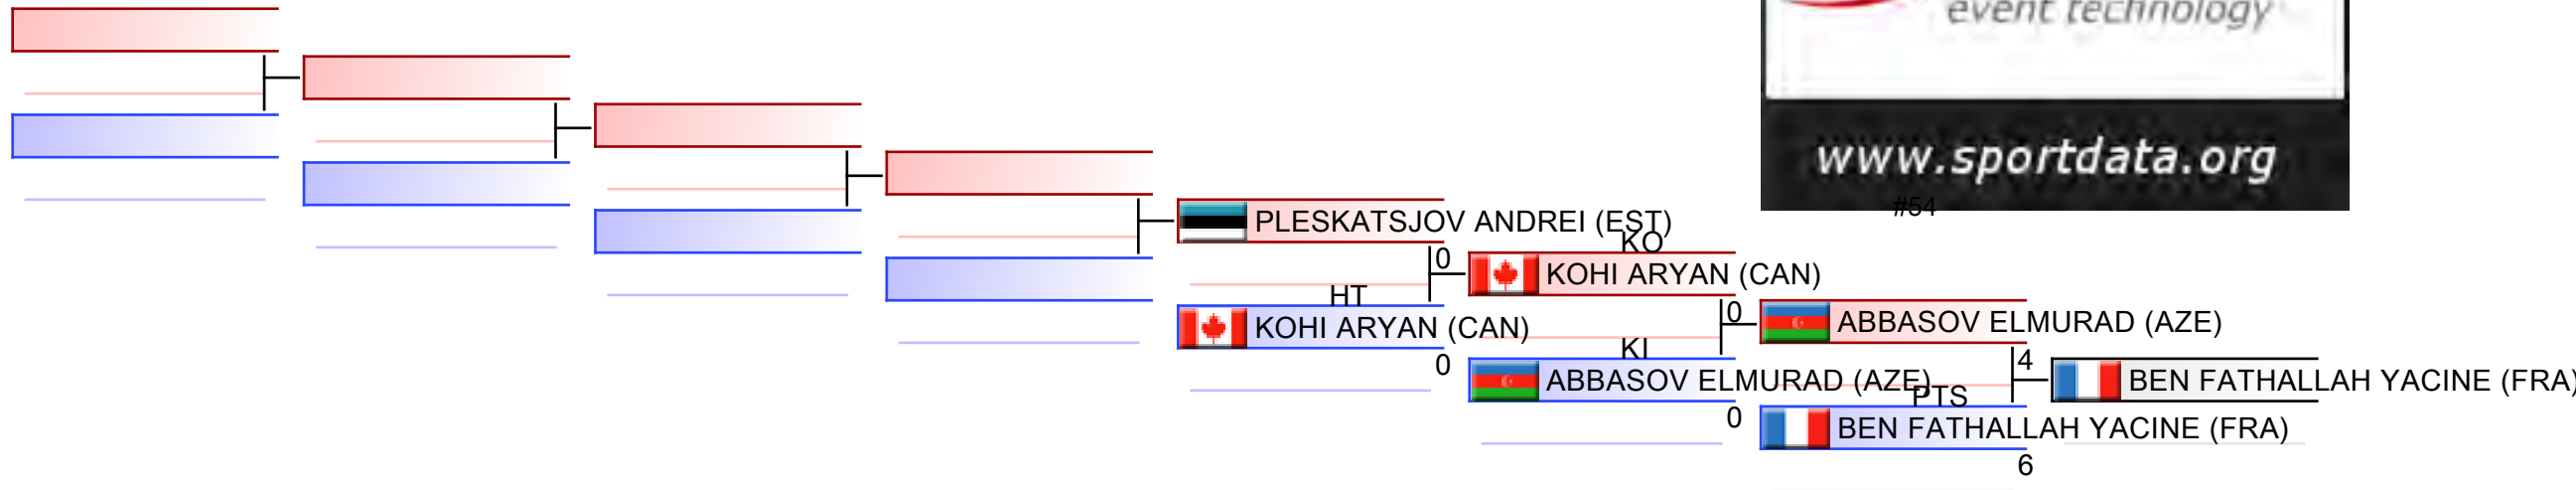 event technology
www.sportdata.org
#54
PLESKATSJOV ANDREI (EST)
KO
0
KOHI ARYAN (CAN)
HT
0
KOHI ARYAN (CAN)
ABBASOV ELMURAD (AZE)
KI
0
4
ABBASOV ELMURAD (AZE)
BEN FATHALLAH YACINE (FRA)
PTS
0
BEN FATHALLAH YACINE (FRA)
6